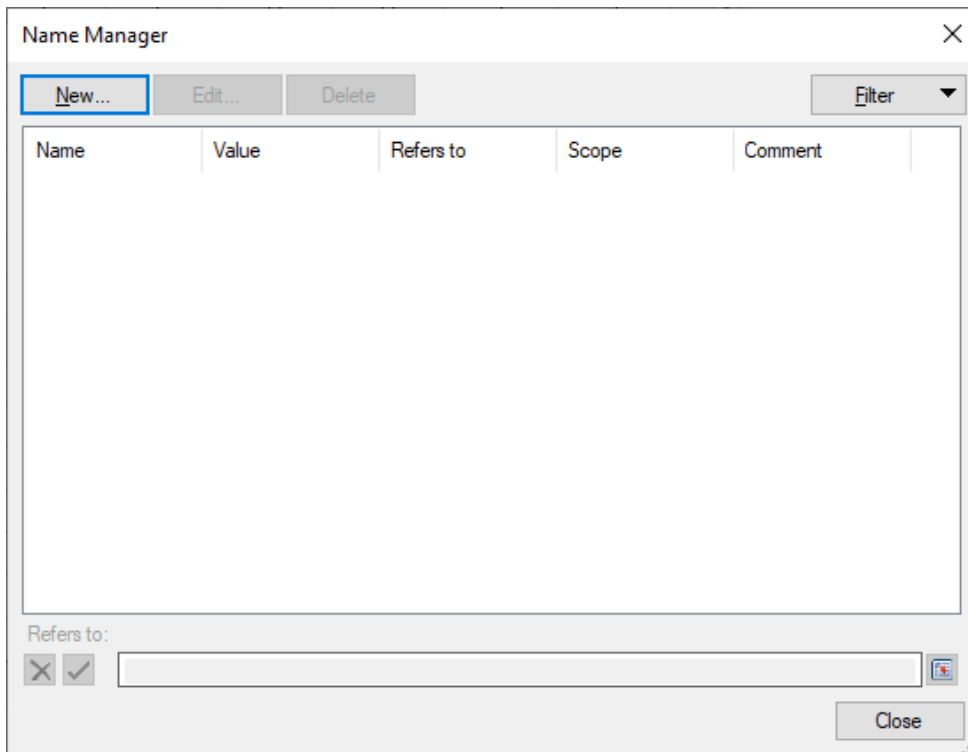 Name Manager
New... Edit... Delete Filter
Name Value Refers to Scope Comment
Refers to:
Close